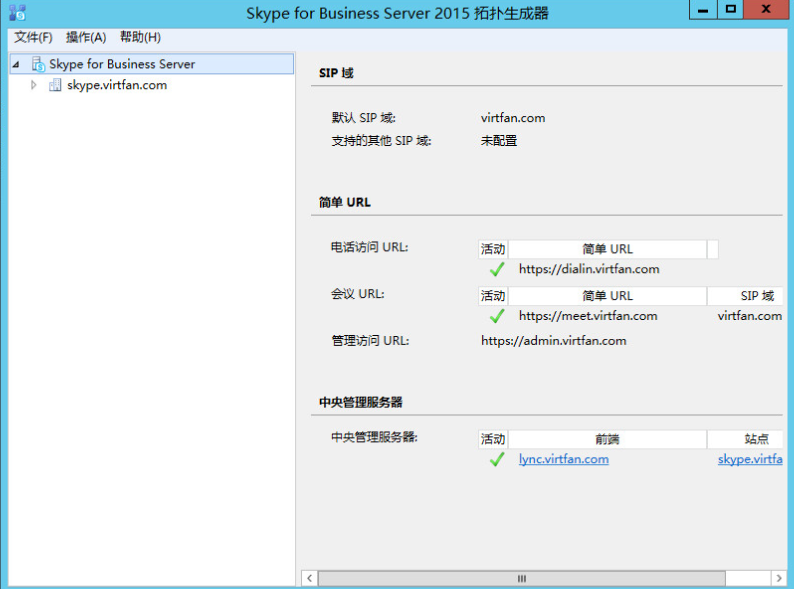 Skype for Business Server 2015 拓扑生成器
文件(F) 操作(A) 帮助(H)
Skype for Business Server
skype.virtfan.com
SIP 域
默认 SIP 域: virtfan.com
支持的其他 SIP 域: 未配置
简单 URL
电话访问 URL: 活动 简单 URL
https://dialin.virtfan.com
会议 URL: 活动 简单 URL SIP 域
https://meet.virtfan.com virtfan.com
管理访问 URL: https://admin.virtfan.com
中央管理服务器
中央管理服务器: 活动 前端 站点
lync.virtfan.com skype.virtfa